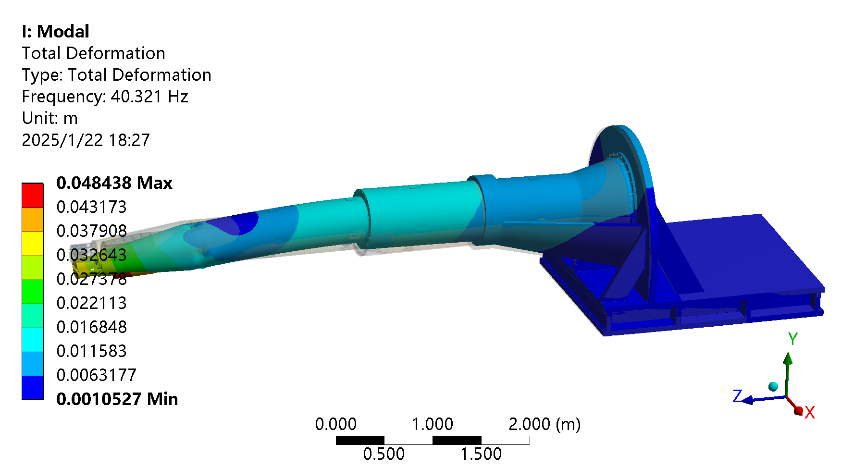 I: Modal
Total Deformation
Type: Total Deformation
Frequency: 40.321 Hz
Unit: m
2025/1/22 18:27
0.048438 Max
0.043173
0.037908
0.032643
0.027378
0.022113
0.016848
0.011583
0.0063177
0.0010527 Min
Y
Z
X
0.000 1.000 2.000 (m)
0.500 1.500